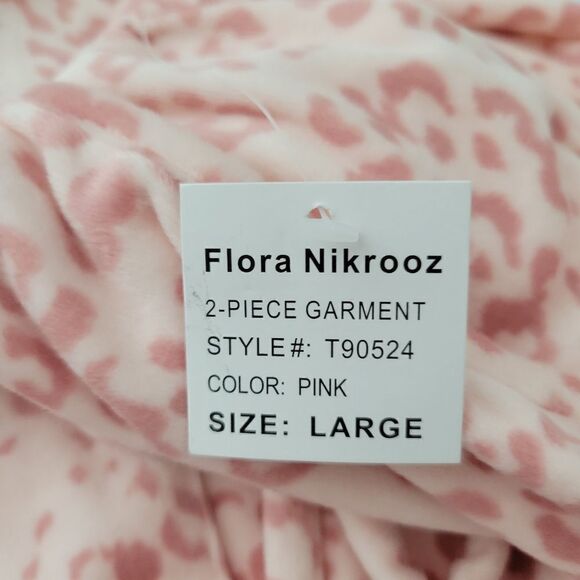 Flora Nikrooz
2-PIECE GARMENT
STYLE#: T90524
COLOR: PINK
SIZE: LARGE